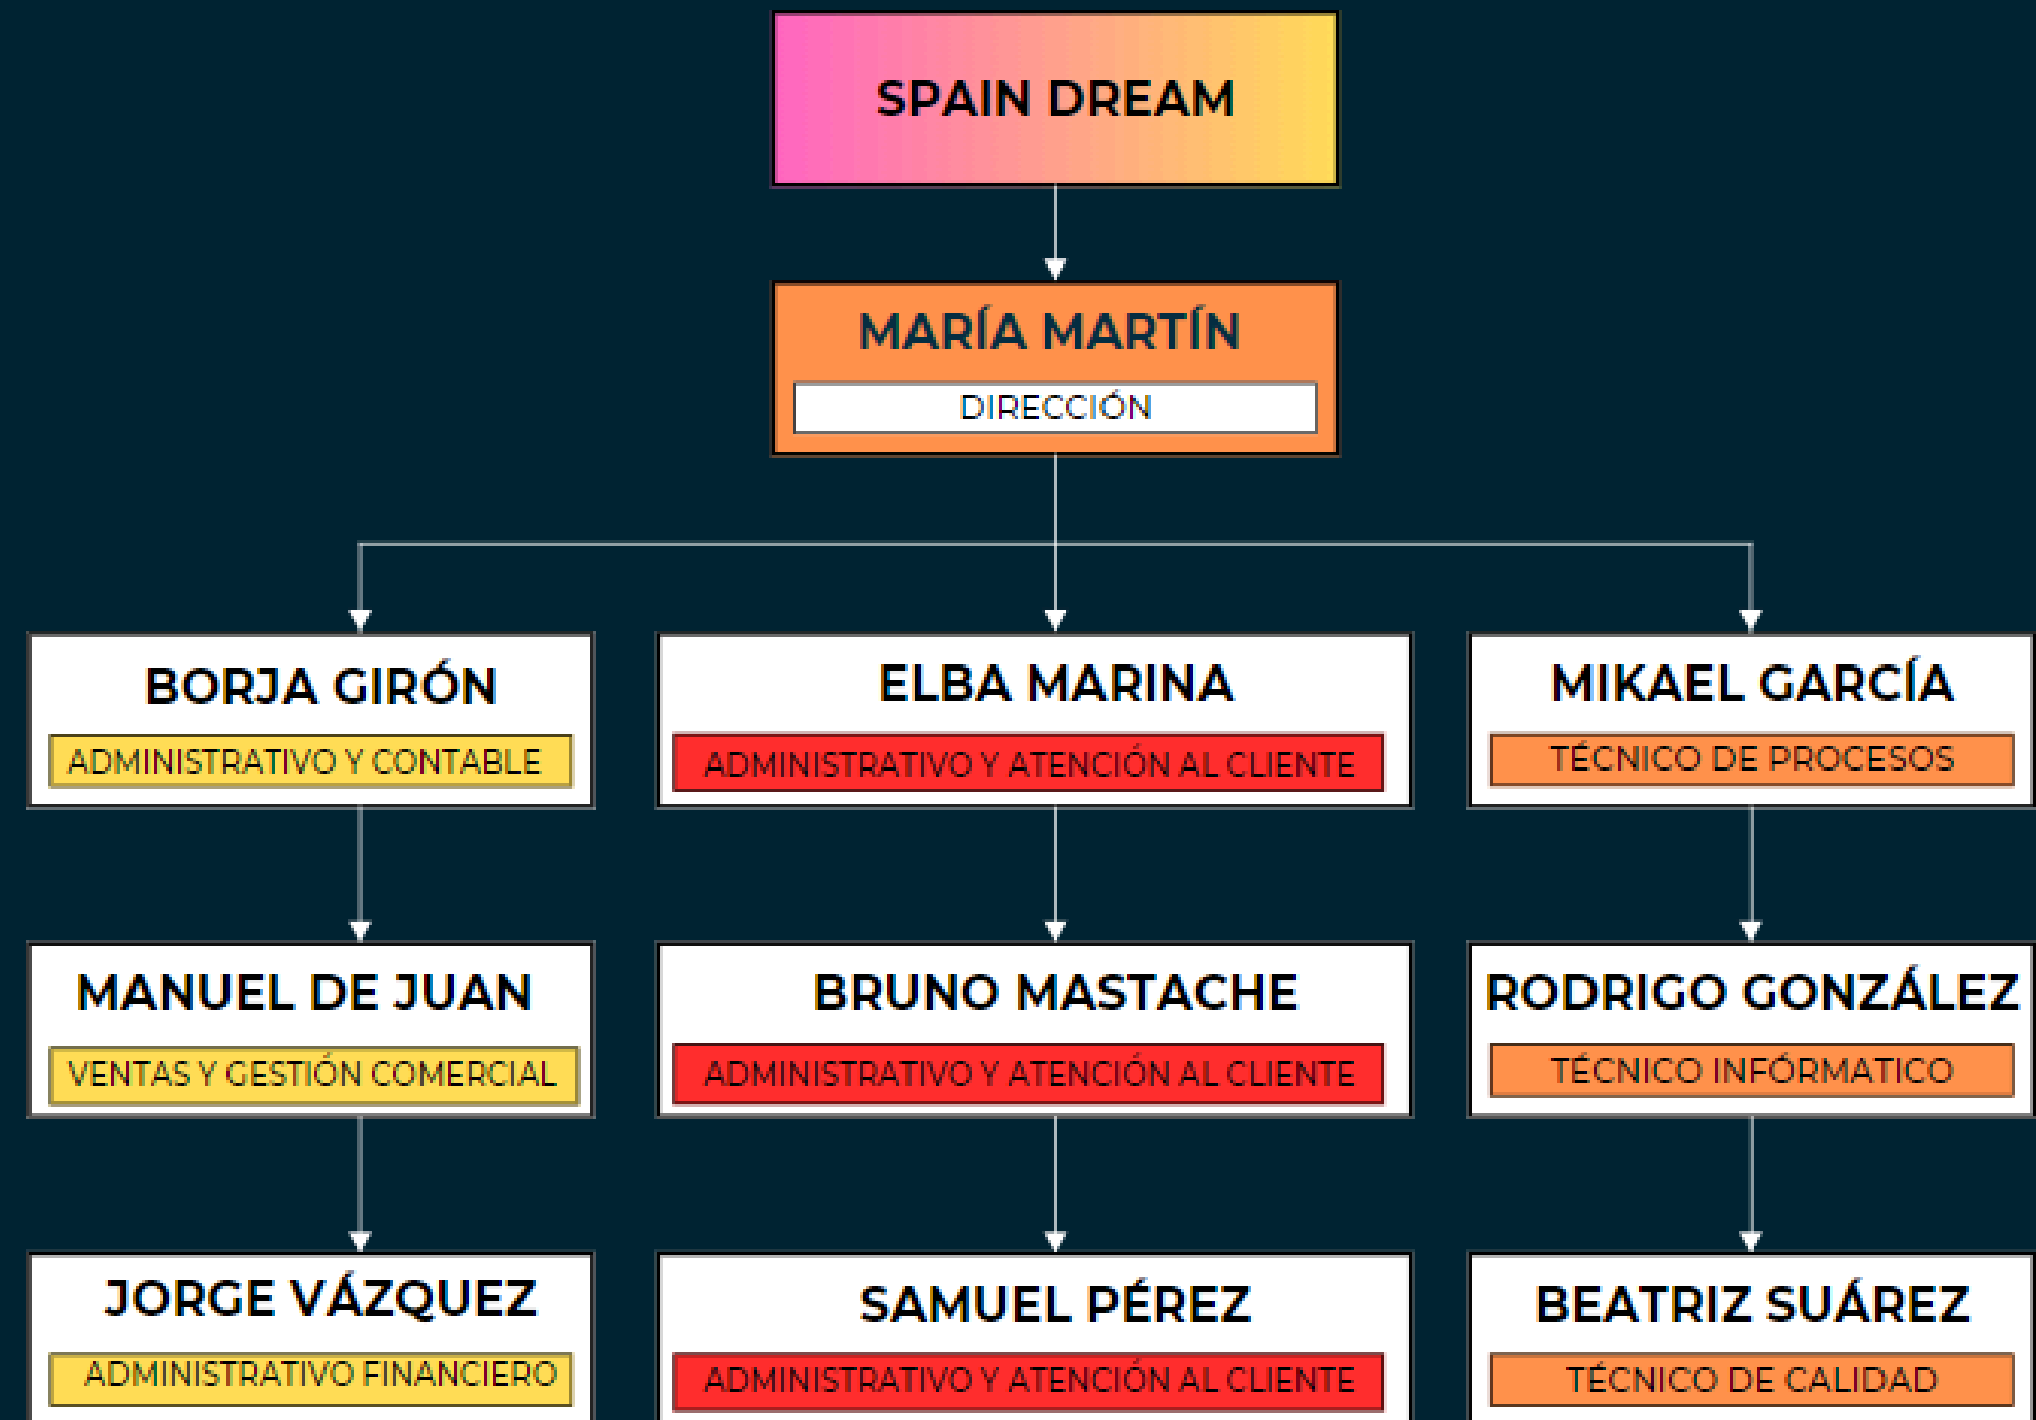 SPAIN DREAM
MARÍA MARTÍN
DIRECCIÓN
BORJA GIRÓN
ADMINISTRATIVO Y CONTABLE
ELBA MARINA
ADMINISTRATIVO Y ATENCIÓN AL CLIENTE
MIKAEL GARCÍA
TÉCNICO DE PROCESOS
MANUEL DE JUAN
VENTAS Y GESTIÓN COMERCIAL
BRUNO MASTACHE
ADMINISTRATIVO Y ATENCIÓN AL CLIENTE
RODRIGO GONZÁLEZ
TÉCNICO INFÓRMATICO
JORGE VÁZQUEZ
ADMINISTRATIVO FINANCIERO
SAMUEL PÉREZ
ADMINISTRATIVO Y ATENCIÓN AL CLIENTE
BEATRIZ SUÁREZ
TÉCNICO DE CALIDAD